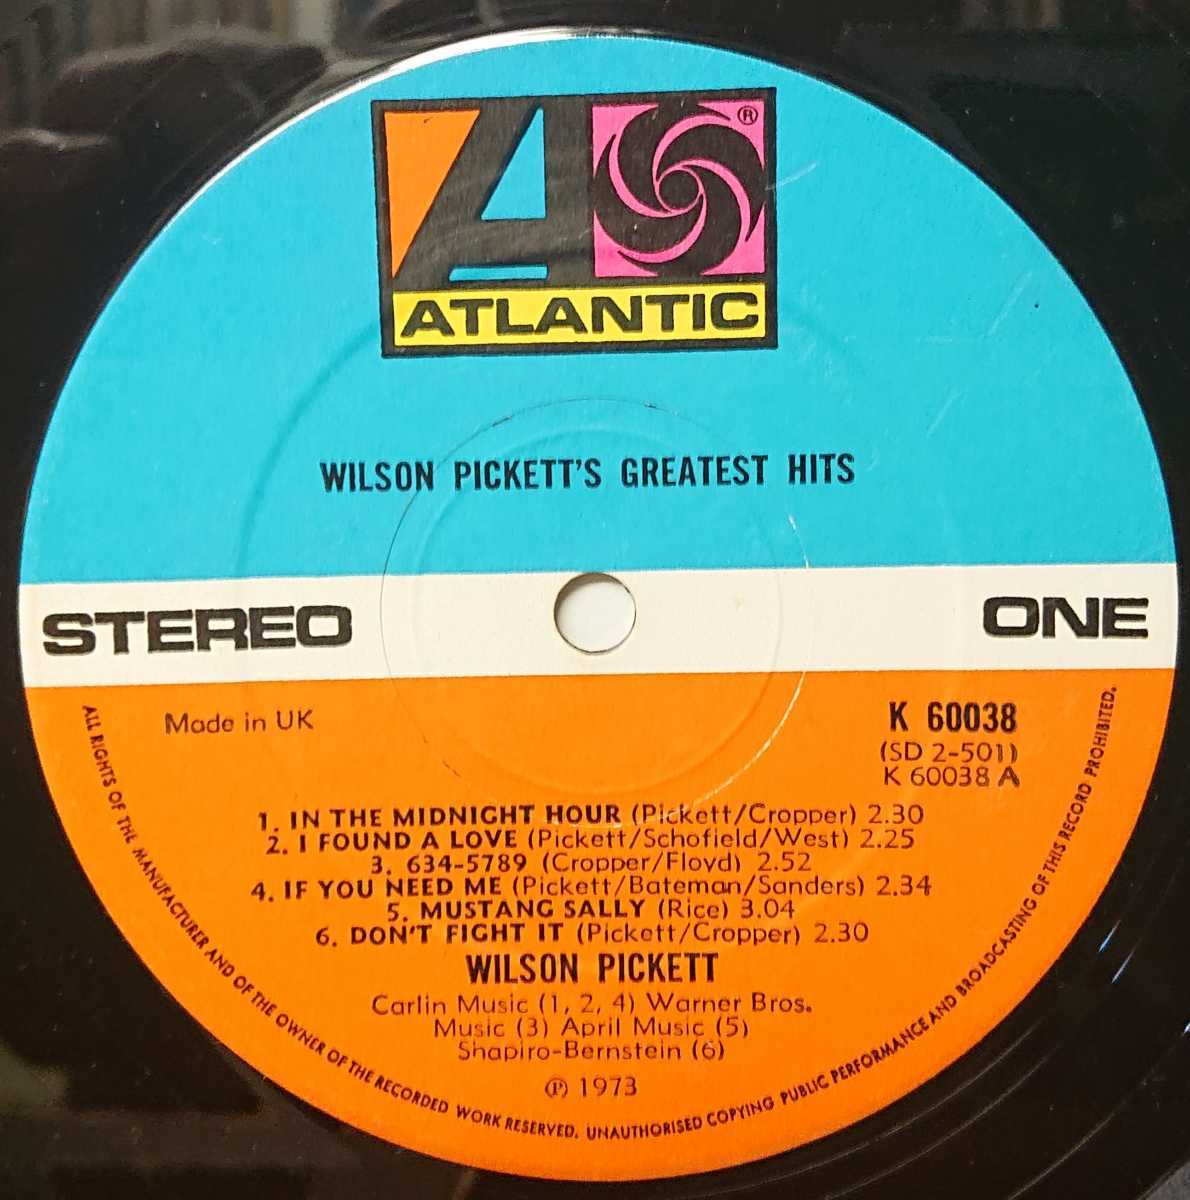 ®
ATLANTIC
WILSON PICKETT'S GREATEST HITS
STEREO
ONE
Made in UK
K 60038
(SD 2-501)
K 60038 A
1. IN THE MIDNIGHT HOUR (Pickett/Cropper) 2.30
2. I FOUND A LOVE (Pickett/Schofield/West) 2.25
3. 634-5789 (Cropper/Floyd) 2.52
4. IF YOU NEED ME (Pickett/Bateman/Sanders) 2.34
5. MUSTANG SALLY (Rice) 3.04
6. DON'T FIGHT IT (Pickett/Cropper) 2.30
WILSON PICKETT
Carlin Music (1, 2, 4) Warner Bros.
Music (3) April Music (5)
Shapiro-Bernstein (6)
℗ 1973
ALL RIGHTS OF THE MANUFACTURER AND OF THE OWNER OF THE RECORDED WORK RESERVED. UNAUTHORISED COPYING PUBLIC PERFORMANCE AND BROADCASTING OF THIS RECORD PROHIBITED.